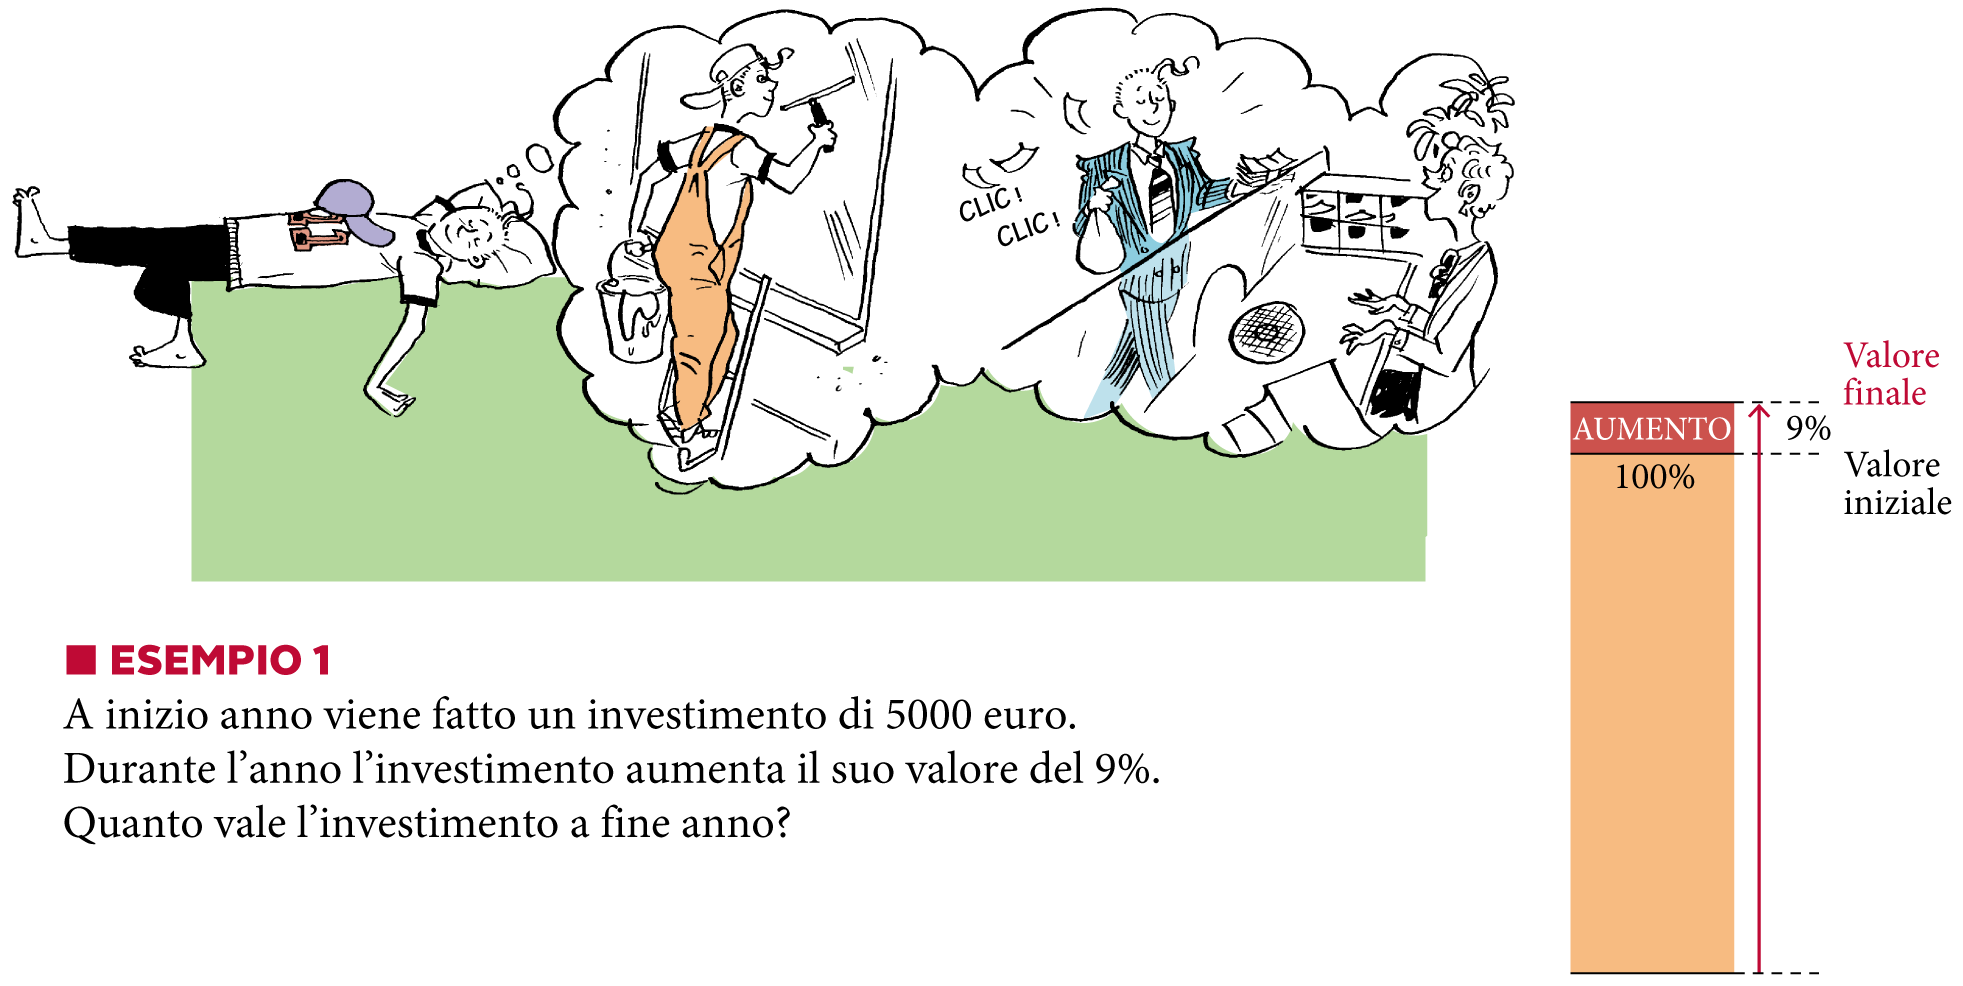 CLIC !
CLIC !
Valore
finale
AUMENTO
9%
100%
Valore
iniziale
■ ESEMPIO 1
A inizio anno viene fatto un investimento di 5000 euro.
Durante l’anno l’investimento aumenta il suo valore del 9%.
Quanto vale l’investimento a fine anno?